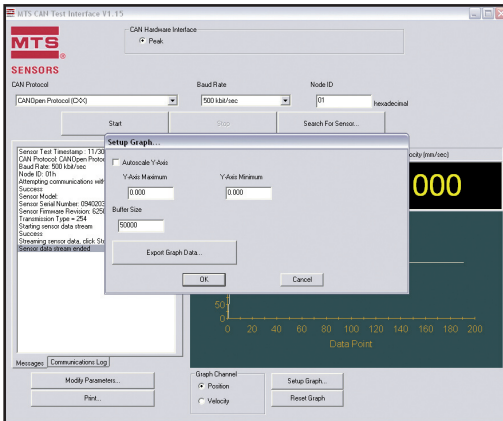 MTS CAN Test Interface V1.15
MTS
SENSORS
CAN Hardware Interface
Peak
CAN Protocol
Baud Rate
Node ID
CANOpen Protocol (CXX)
500 kbit/sec
01
hexadecimal
Start
Stop
Search For Sensor...
Sensor Test Timestamp : 11/30
CAN Protocol: CANOpen Proto
Baud Rate: 500 kbit/sec
Node ID: 01h
Attempting communications with
Success
Sensor Model:
Sensor Serial Number: 0940203
Sensor Firmware Revision: 625
Transmission Type = 254
Starting sensor data stream
Success
Streaming sensor data, click St
Sensor data stream ended
Setup Graph...
Autoscale Y-Axis
Y-Axis Maximum
Y-Axis Minimum
0.000
0.000
Buffer Size
50000
Export Graph Data...
OK
Cancel
ocity (mm/sec)
000
50
0
0 20 40 60 80 100 120 140 160 180 200
Data Point
Messages
Communications Log
Modify Parameters...
Print...
Graph Channel
Position
Velocity
Setup Graph...
Reset Graph